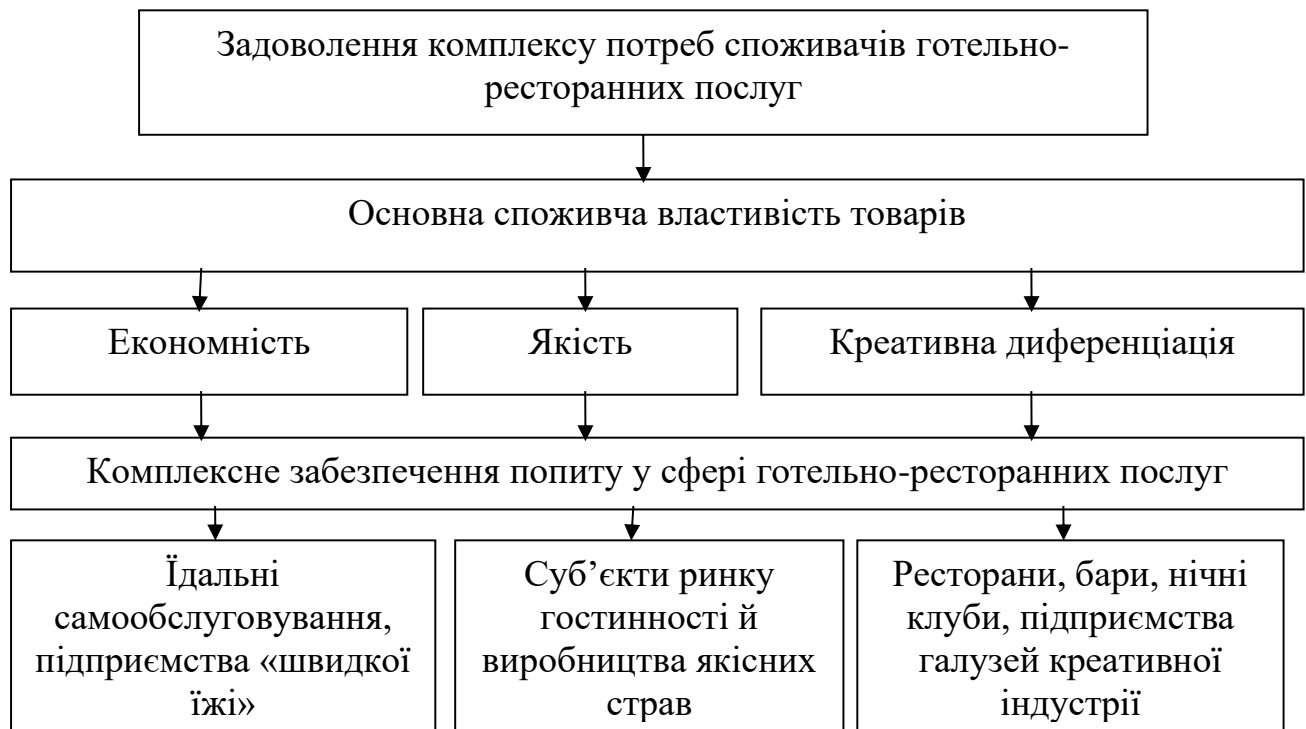 Задоволення комплексу потреб споживачів готельно-
ресторанних послуг
Основна споживча властивість товарів
Економність
Якість
Креативна диференціація
Комплексне забезпечення попиту у сфері готельно-ресторанних послуг
Їдальні
самообслуговування,
підприємства «швидкої
їжі»
Суб’єкти ринку
гостинності й
виробництва якісних
страв
Ресторани, бари, нічні
клуби, підприємства
галузей креативної
індустрії